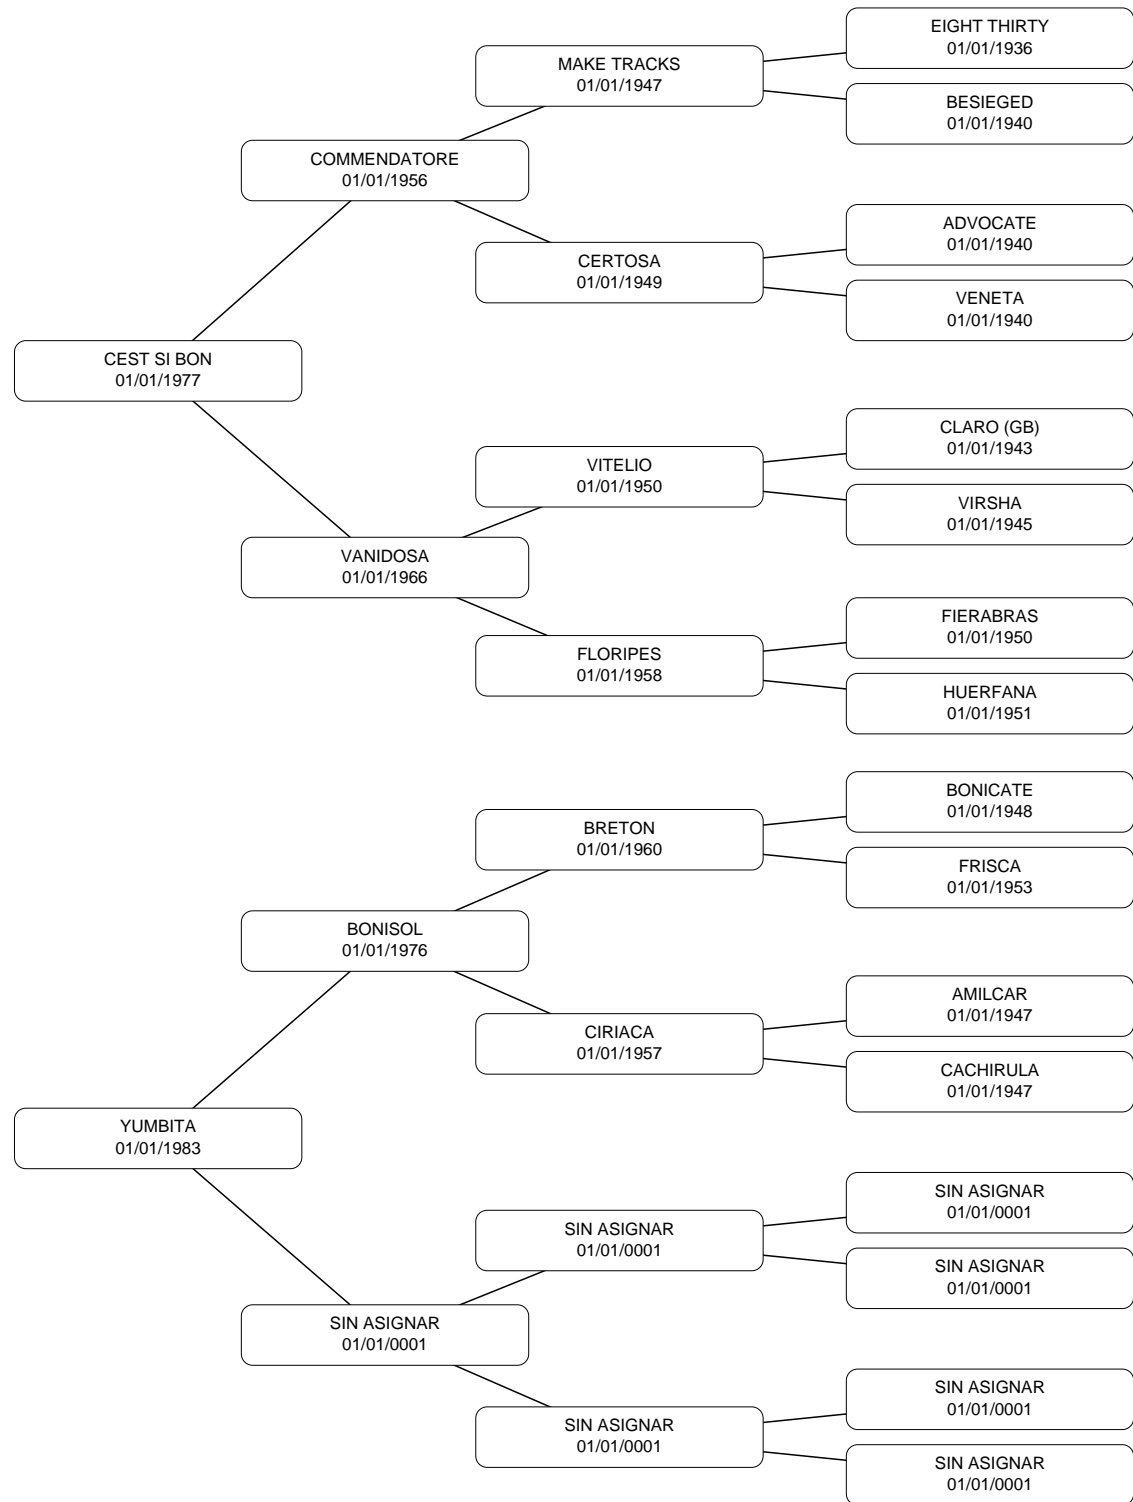 EIGHT THIRTY
01/01/1936
MAKE TRACKS
01/01/1947
BESIEGED
01/01/1940
COMMENDATORE
01/01/1956
ADVOCATE
01/01/1940
CERTOSA
01/01/1949
VENETA
01/01/1940
CEST SI BON
01/01/1977
CLARO (GB)
01/01/1943
VITELIO
01/01/1950
VIRSHA
01/01/1945
VANIDOSA
01/01/1966
FIERABRAS
01/01/1950
FLORIPES
01/01/1958
HUERFANA
01/01/1951
BONICATE
01/01/1948
BRETON
01/01/1960
FRISCA
01/01/1953
BONISOL
01/01/1976
AMILCAR
01/01/1947
CIRIACA
01/01/1957
CACHIRULA
01/01/1947
YUMBITA
01/01/1983
SIN ASIGNAR
01/01/0001
SIN ASIGNAR
01/01/0001
SIN ASIGNAR
01/01/0001
SIN ASIGNAR
01/01/0001
SIN ASIGNAR
01/01/0001
SIN ASIGNAR
01/01/0001
SIN ASIGNAR
01/01/0001